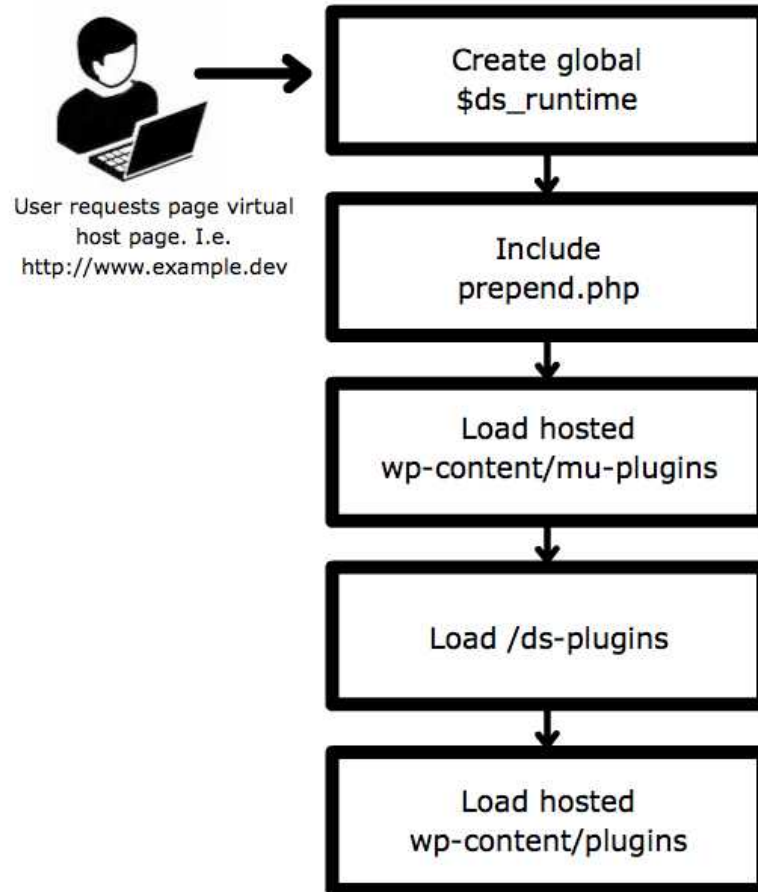 User requests page virtual
host page. I.e.
http://www.example.dev
Create global
$ds_runtime
Include
prepend.php
Load hosted
wp-content/mu-plugins
Load /ds-plugins
Load hosted
wp-content/plugins